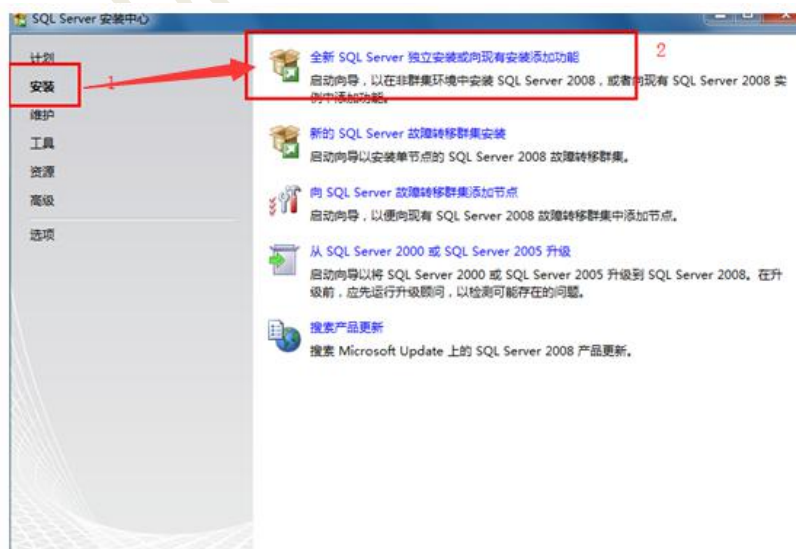 SQL Server 安装中心
计划
安装
维护
工具
资源
高级
选项
1
2
全新 SQL Server 独立安装或向现有安装添加功能
启动向导，以在非群集环境中安装 SQL Server 2008，或者向现有 SQL Server 2008 实
例中添加功能。
新的 SQL Server 故障转移群集安装
启动向导以安装单节点的 SQL Server 2008 故障转移群集。
向 SQL Server 故障转移群集添加节点
启动向导，以便向现有 SQL Server 2008 故障转移群集中添加节点。
从 SQL Server 2000 或 SQL Server 2005 升级
启动向导以将 SQL Server 2000 或 SQL Server 2005 升级到 SQL Server 2008。在升
级前，应先运行升级顾问，以检测可能存在的问题。
搜索产品更新
搜索 Microsoft Update 上的 SQL Server 2008 产品更新。